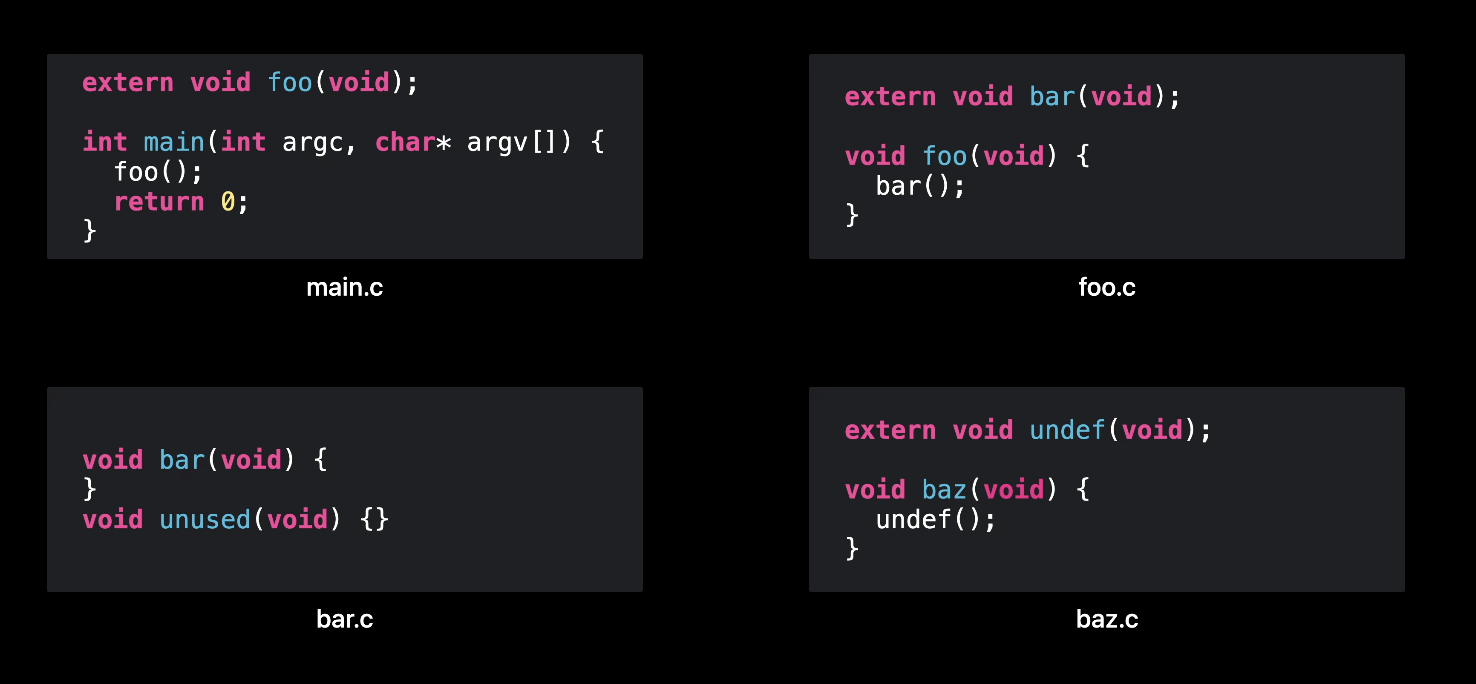 extern void foo(void);
int main(int argc, char* argv[]) {
  foo();
  return 0;
}
main.c
extern void bar(void);
void foo(void) {
  bar();
}
foo.c
void bar(void) {
}
void unused(void) {}
bar.c
extern void undef(void);
void baz(void) {
  undef();
}
baz.c